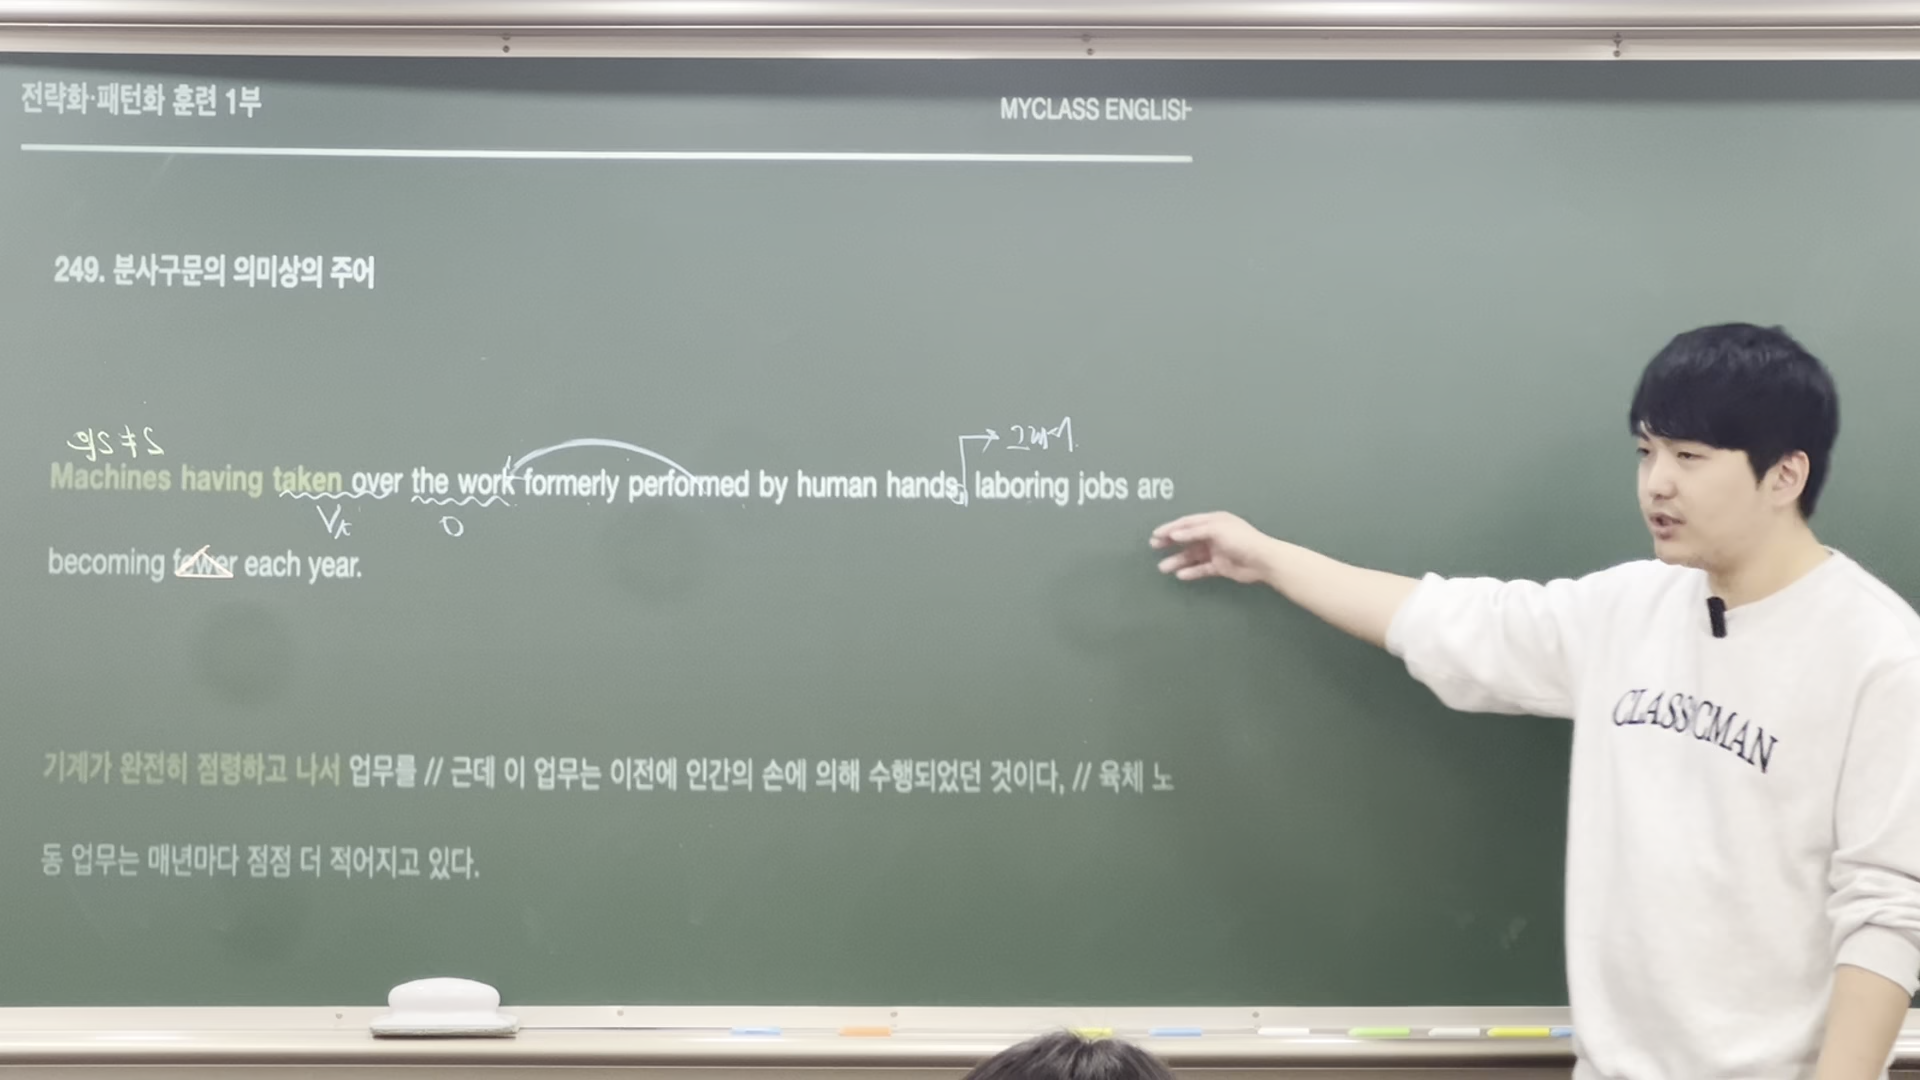 전략화·패턴화 훈련 1부
MYCLASS ENGLISH
249. 분사구문의 의미상의 주어
그래서.
Machines having taken over the work formerly performed by human hands, laboring jobs are
Vt O
becoming fewer each year.
기계가 완전히 점령하고 나서 업무를 // 근데 이 업무는 이전에 인간의 손에 의해 수행되었던 것이다, // 육체 노
동 업무는 매년마다 점점 더 적어지고 있다.
CLASSICMAN